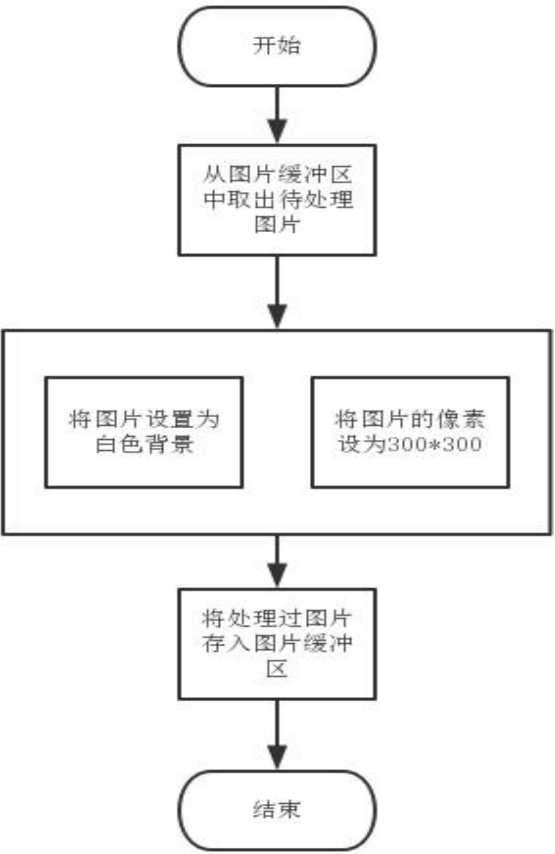 开始
从图片缓冲区
中取出待处理
图片
将图片设置为
白色背景
将图片的像素
设为300*300
将处理过图片
存入图片缓冲
区
结束